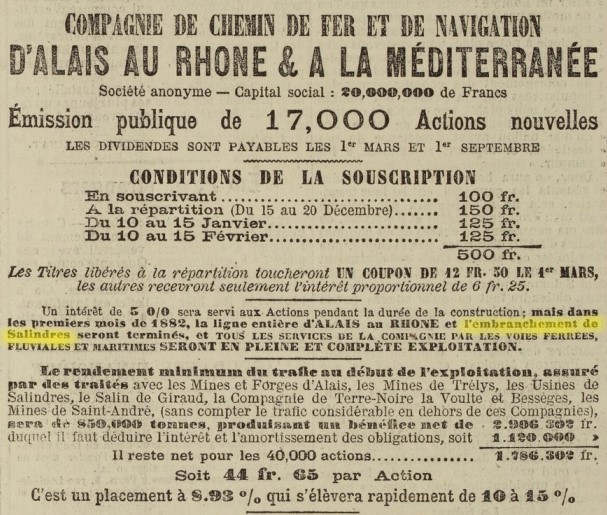 COMPAGNIE DE CHEMIN DE FER ET DE NAVIGATION
D'ALAIS AU RHONE & A LA MÉDITERRANÉE
Société anonyme — Capital social : 20,000,000 de Francs
Émission publique de 17,000 Actions nouvelles
LES DIVIDENDES SONT PAYABLES LES 1er MARS ET 1er SEPTEMBRE
CONDITIONS DE LA SOUSCRIPTION
En souscrivant........................ 100 fr.
A la répartition (Du 15 au 20 Décembre)...... 150 fr.
Du 10 au 15 Janvier.................. 125 fr.
Du 10 au 15 Février.................. 125 fr.
500 fr.
Les Titres libérés à la répartition toucheront UN COUPON DE 12 FR. 50 LE 1er MARS,
les autres recevront seulement l'intérêt proportionnel de 6 fr. 25.
Un intérêt de 5 0/0 sera servi aux Actions pendant la durée de la construction; mais dans
les premiers mois de 1882, la ligne entière d'ALAIS au RHONE et l'embranchement de
Salindres seront terminés, et TOUS LES SERVICES DE LA COMPAGNIE PAR LES VOIES FERRÉES,
FLUVIALES ET MARITIMES SERONT EN PLEINE ET COMPLÈTE EXPLOITATION.
Le rendement minimum du trafic au début de l'exploitation, assuré
par des traités avec les Mines et Forges d'Alais, les Mines de Trélys, les Usines de
Salindres, le Salin de Giraud, la Compagnie de Terre-Noire la Voulte et Bessèges, les
Mines de Saint-André, (sans compter le trafic considérable en dehors de ces Compagnies),
sera de 850,000 tonnes, produisant un bénéfice net de 2.906.302 fr.
duquel il faut déduire l'intérêt et l'amortissement des obligations, soit 1.120.000 »
Il reste net pour les 40,000 actions........ 1.786.302 fr.
Soit 44 fr. 65 par Action
C'est un placement à 8.93 % qui s'élèvera rapidement de 10 à 15 %